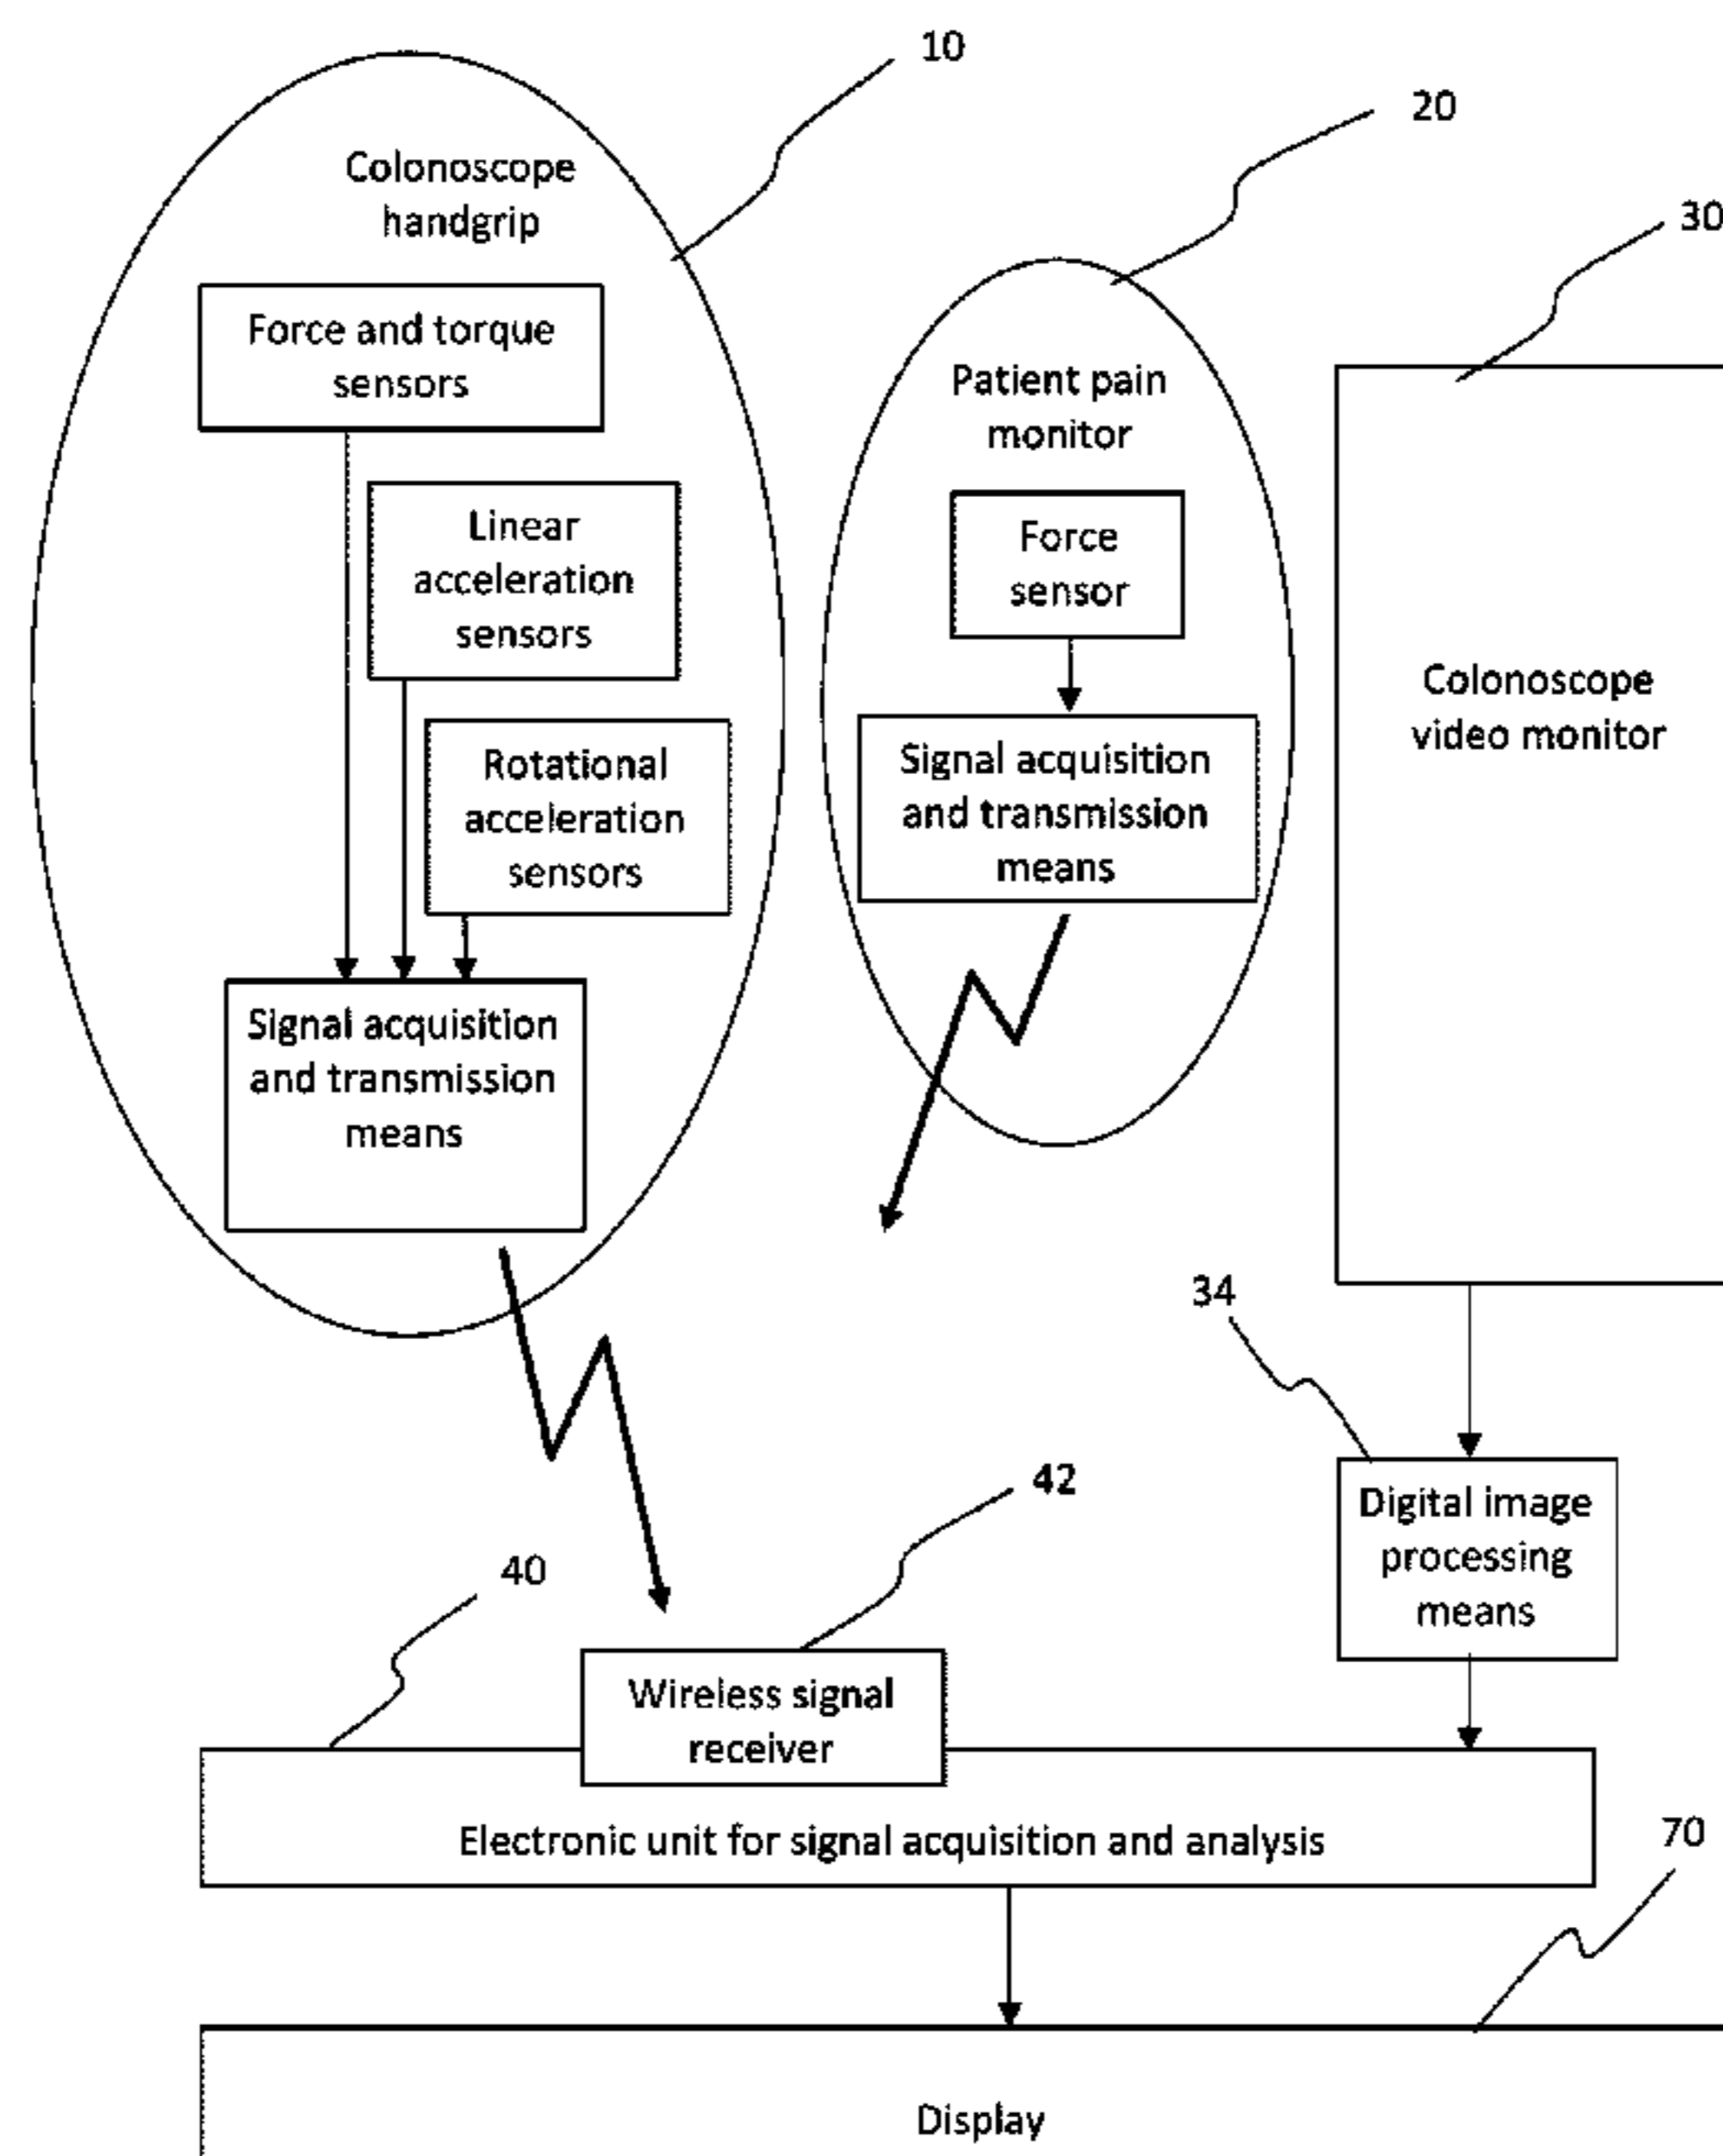 10
20
30
Colonoscope
handgrip
Force and torque
sensors
Linear
acceleration
sensors
Rotational
acceleration
sensors
Signal acquisition
and transmission
means
Patient pain
monitor
Force
sensor
Signal acquisition
and transmission
means
Colonoscope
video monitor
34
Digital image
processing
means
42
40
Wireless signal
receiver
Electronic unit for signal acquisition and analysis
70
Display